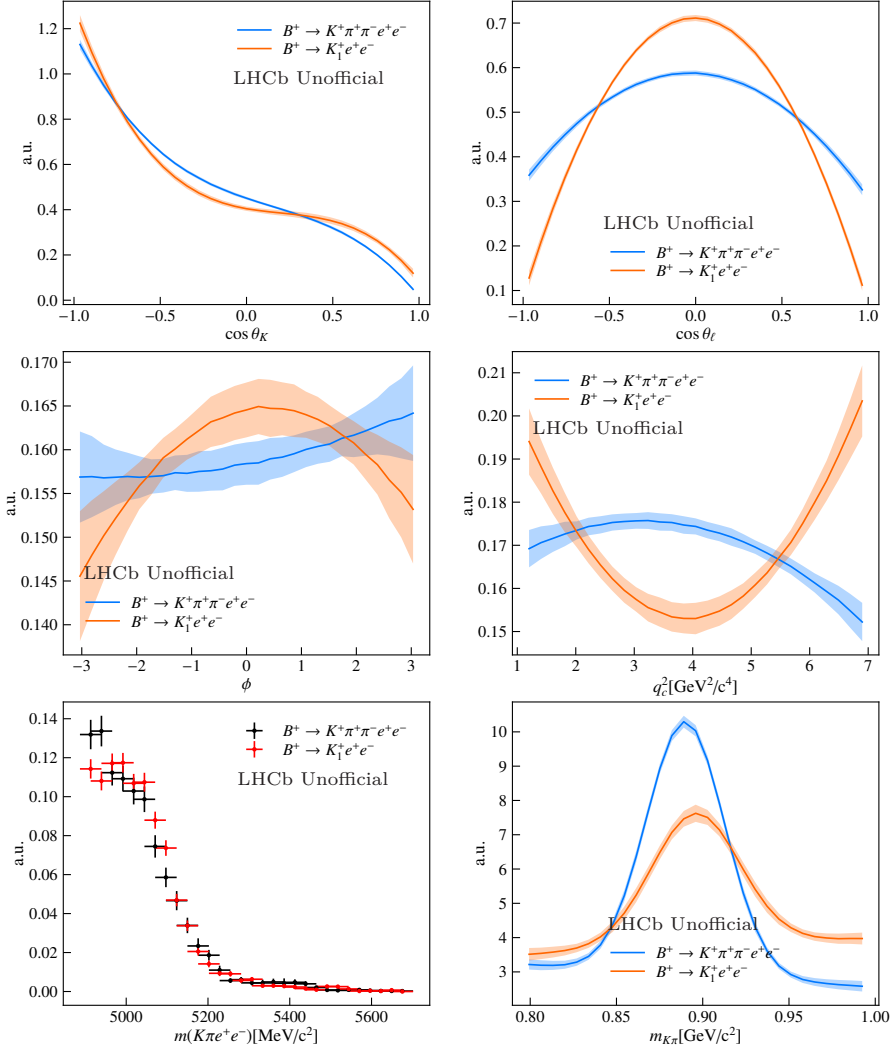 B⁺ → K⁺π⁺π⁻e⁺e⁻
B⁺ → K₁⁺e⁺e⁻
LHCb Unofficial
a.u.
1.2
1.0
0.8
0.6
0.4
0.2
0.0
−1.0 −0.5 0.0 0.5 1.0
cos θ_K
a.u.
0.7
0.6
0.5
0.4
0.3
0.2
0.1
LHCb Unofficial
B⁺ → K⁺π⁺π⁻e⁺e⁻
B⁺ → K₁⁺e⁺e⁻
−1.0 −0.5 0.0 0.5 1.0
cos θ_ℓ
a.u.
0.170
0.165
0.160
0.155
0.150
0.145
0.140
LHCb Unofficial
B⁺ → K⁺π⁺π⁻e⁺e⁻
B⁺ → K₁⁺e⁺e⁻
−3 −2 −1 0 1 2 3
ϕ
B⁺ → K⁺π⁺π⁻e⁺e⁻
B⁺ → K₁⁺e⁺e⁻
LHCb Unofficial
a.u.
0.21
0.20
0.19
0.18
0.17
0.16
0.15
1 2 3 4 5 6 7
q_c²[GeV²/c⁴]
B⁺ → K⁺π⁺π⁻e⁺e⁻
B⁺ → K₁⁺e⁺e⁻
LHCb Unofficial
a.u.
0.14
0.12
0.10
0.08
0.06
0.04
0.02
0.00
5000 5200 5400 5600
m(Kπe⁺e⁻)[MeV/c²]
a.u.
10
9
8
7
6
5
4
3
2
LHCb Unofficial
B⁺ → K⁺π⁺π⁻e⁺e⁻
B⁺ → K₁⁺e⁺e⁻
0.80 0.85 0.90 0.95 1.00
m_Kπ[GeV/c²]